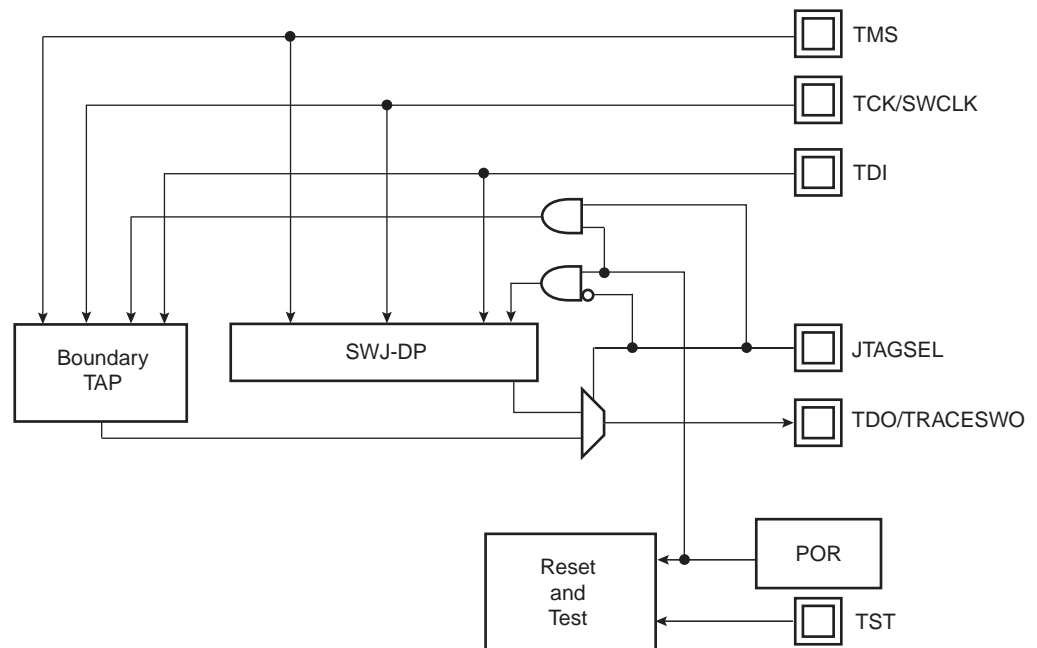 TMS
TCK/SWCLK
TDI
Boundary
TAP
SWJ-DP
JTAGSEL
TDO/TRACESWO
Reset
and
Test
POR
TST